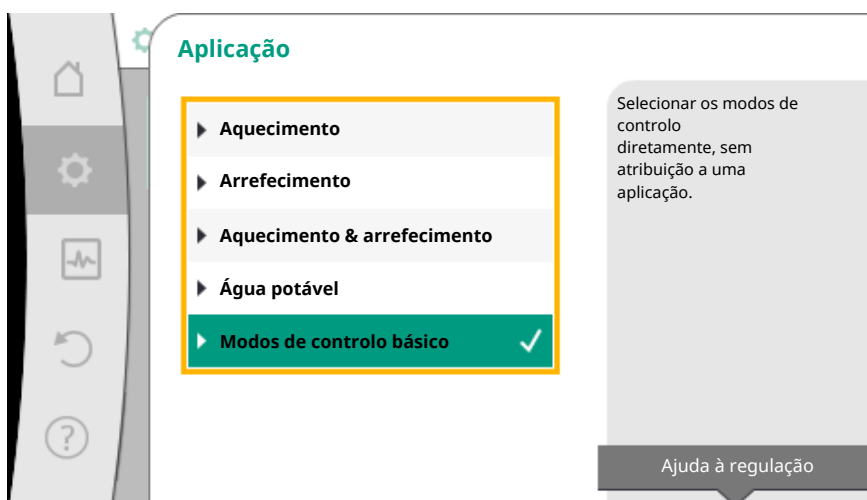 Aplicação
Aquecimento
Arrefecimento
Aquecimento & arrefecimento
Água potável
Modos de controlo básico
Selecionar os modos de
controlo
diretamente, sem
atribuição a uma
aplicação.
?
Ajuda à regulação